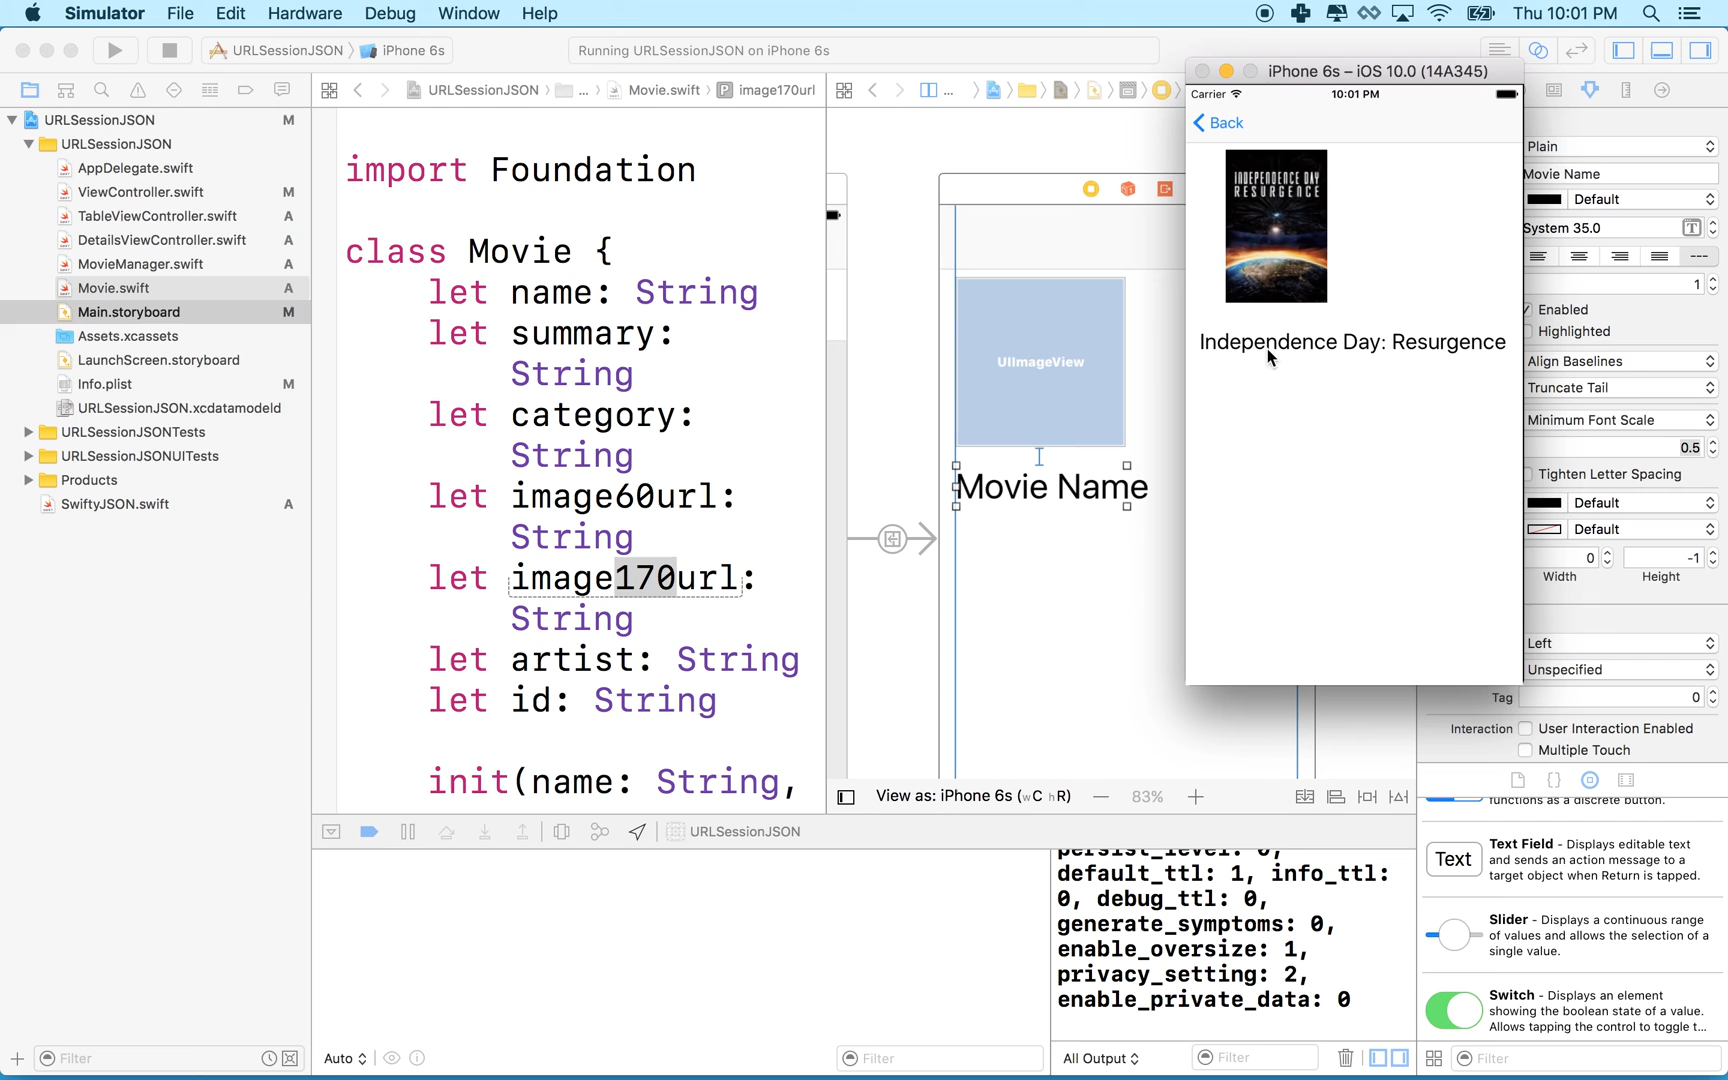 Simulator File Edit Hardware Debug Window Help Thu 10:01 PM
URLSessionJSON iPhone 6s Running URLSessionJSON on iPhone 6s
URLSessionJSON ... Movie.swift P image170url ...
URLSessionJSON M
URLSessionJSON
AppDelegate.swift
ViewController.swift M
TableViewController.swift A
DetailsViewController.swift A
MovieManager.swift A
Movie.swift A
Main.storyboard M
Assets.xcassets
LaunchScreen.storyboard
Info.plist M
URLSessionJSON.xcdatamodeld
URLSessionJSONTests
URLSessionJSONUITests
Products
SwiftyJSON.swift A
Filter
import Foundation
class Movie {
let name: String
let summary:
String
let category:
String
let image60url:
String
let image170url:
String
let artist: String
let id: String
init(name: String,
UIImageView
Movie Name
View as: iPhone 6s (wC hR) — 83% +
iPhone 6s – iOS 10.0 (14A345)
Carrier 10:01 PM
Back
INDEPENDENCE DAY
RESURGENCE
Independence Day: Resurgence
Plain
Movie Name
Default
System 35.0 T
---
1
Enabled
Highlighted
Align Baselines
Truncate Tail
Minimum Font Scale
0.5
Tighten Letter Spacing
Default
Default
0 -1
Width Height
Left
Unspecified
Tag 0
Interaction User Interaction Enabled
Multiple Touch
functions as a discrete button.
Text
Text Field - Displays editable text
and sends an action message to a
target object when Return is tapped.
Slider - Displays a continuous range
of values and allows the selection of a
single value.
Switch - Displays an element
showing the boolean state of a value.
Allows tapping the control to toggle t...
Filter
URLSessionJSON
persist_level: 0,
default_ttl: 1, info_ttl:
0, debug_ttl: 0,
generate_symptoms: 0,
enable_oversize: 1,
privacy_setting: 2,
enable_private_data: 0
Auto Filter
All Output Filter